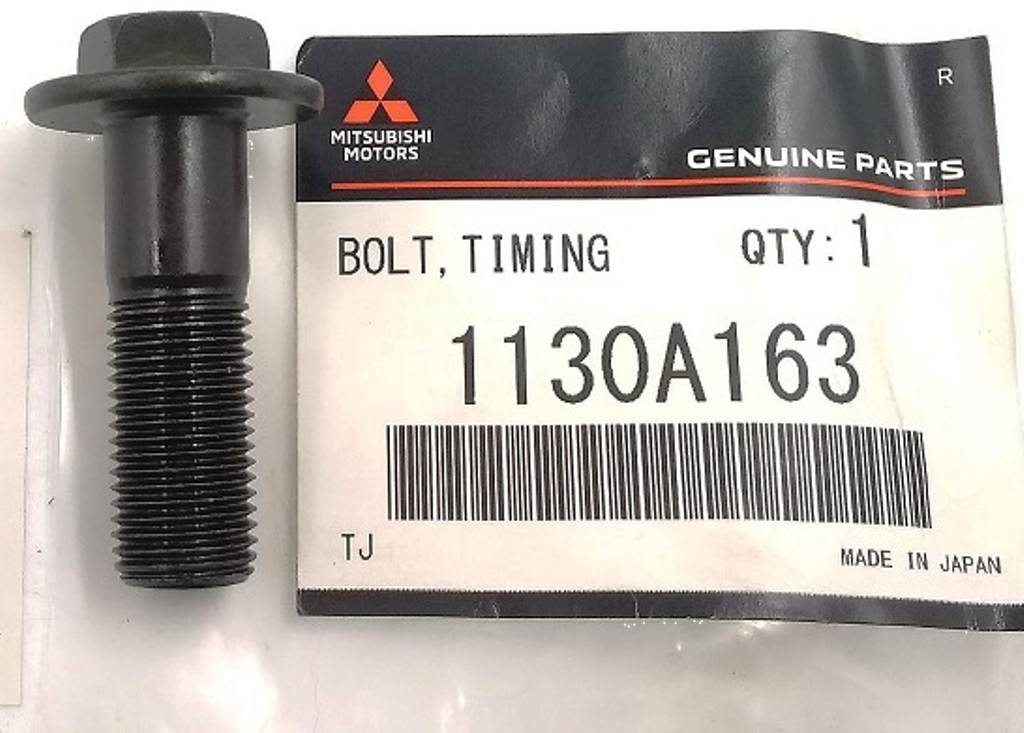 MITSUBISHI
MOTORS
R
GENUINE PARTS
BOLT, TIMING QTY: 1
1130A163
TJ
MADE IN JAPAN